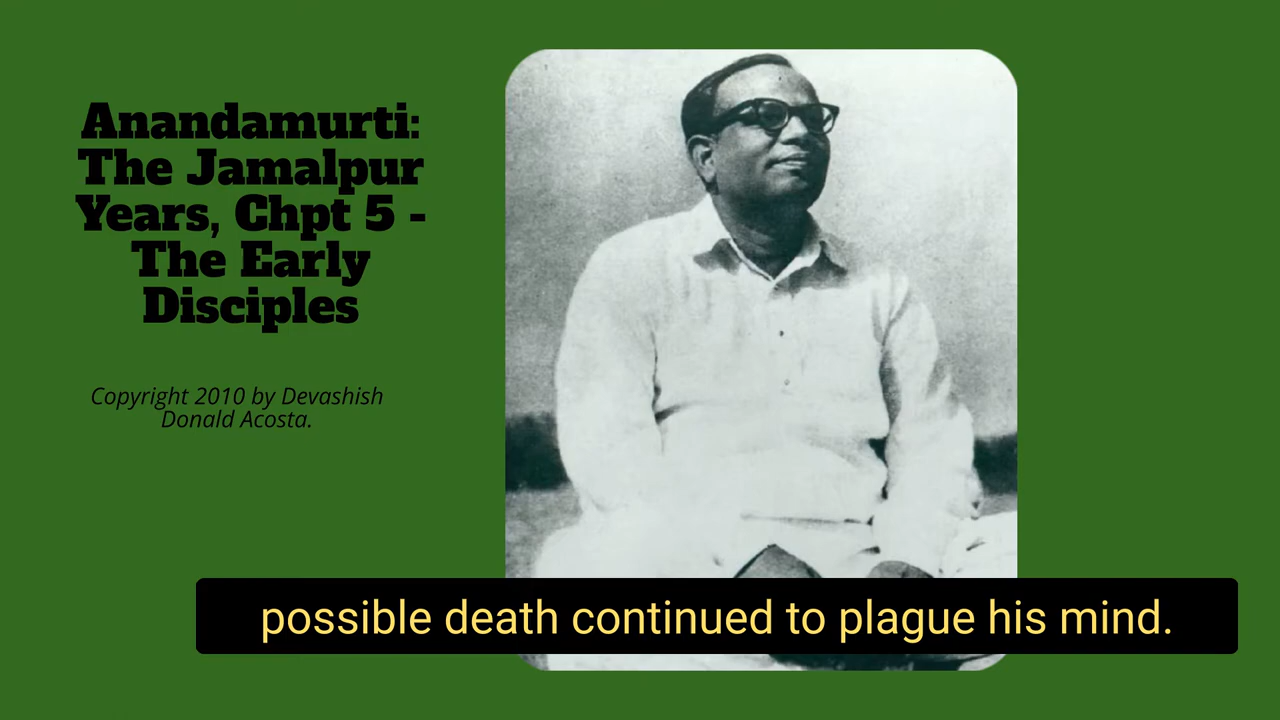 Anandamurti:
The Jamalpur
Years, Chpt 5 -
The Early
Disciples
Copyright 2010 by Devashish
Donald Acosta.
possible death continued to plague his mind.